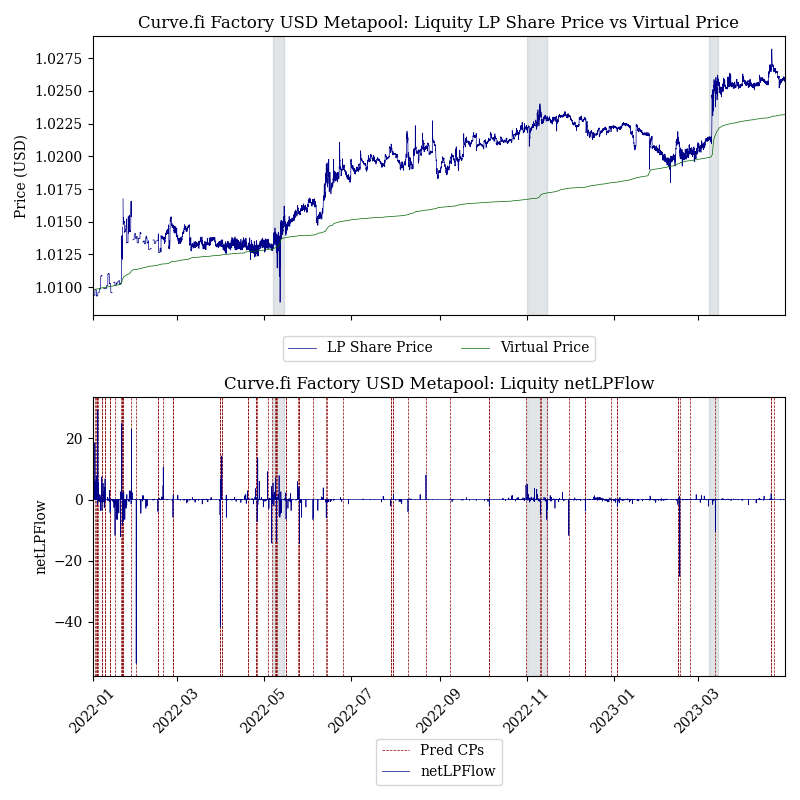 Curve.fi Factory USD Metapool: Liquity LP Share Price vs Virtual Price
Price (USD)
1.0275
1.0250
1.0225
1.0200
1.0175
1.0150
1.0125
1.0100
LP Share Price
Virtual Price
Curve.fi Factory USD Metapool: Liquity netLPFlow
netLPFlow
20
0
−20
−40
2022-01
2022-03
2022-05
2022-07
2022-09
2022-11
2023-01
2023-03
Pred CPs
netLPFlow